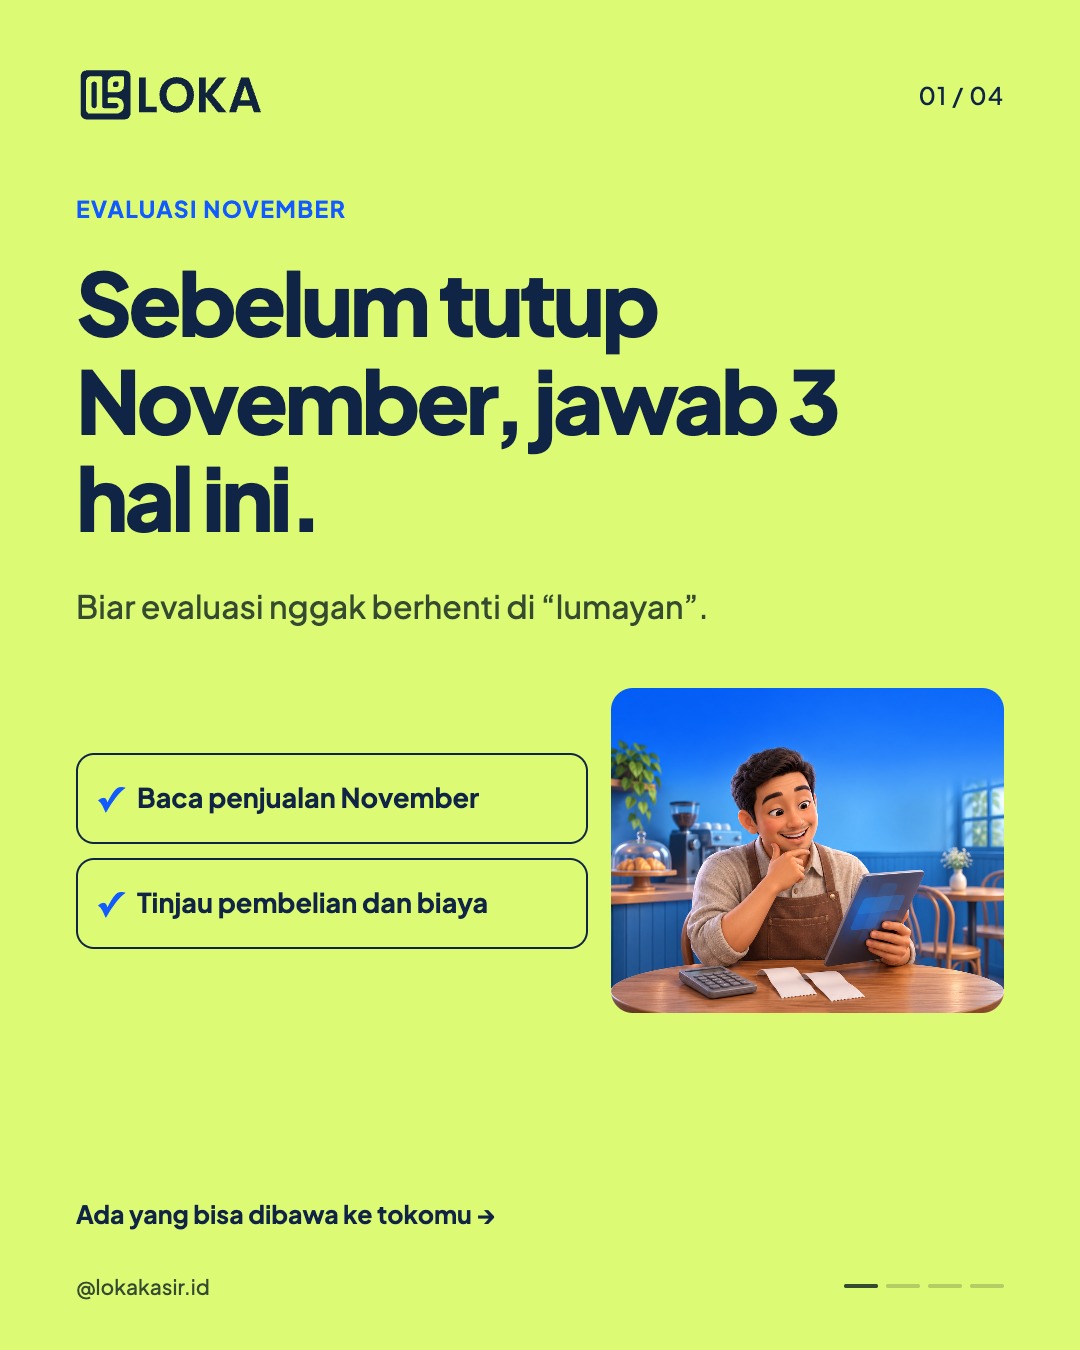 LOKA
01 / 04
EVALUASI NOVEMBER
Sebelum tutup
November, jawab 3
hal ini.
Biar evaluasi nggak berhenti di “lumayan”.
✓ Baca penjualan November
✓ Tinjau pembelian dan biaya
Ada yang bisa dibawa ke tokomu →
@lokakasir.id